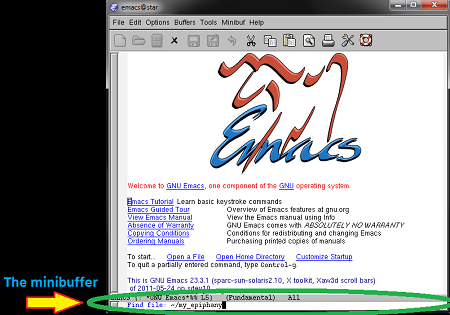 emacs@star
File Edit Options Buffers Tools Minibuf Help
Emacs
Welcome to GNU Emacs, one component of the GNU operating system.
Emacs Tutorial Learn basic keystroke commands
Emacs Guided Tour Overview of Emacs features at gnu.org
View Emacs Manual View the Emacs manual using Info
Absence of Warranty GNU Emacs comes with ABSOLUTELY NO WARRANTY
Copying Conditions Conditions for redistributing and changing Emacs
Ordering Manuals Purchasing printed copies of manuals
To start... Open a File Open Home Directory Customize Startup
To quit a partially entered command, type Control-g.
This is GNU Emacs 23.3.1 (sparc-sun-solaris2.10, X toolkit, Xaw3d scroll bars)
of 2011-05-24 on
The minibuffer
*GNU Emacs*% L5) (Fundamental) All
Find file: ~/my_epiphany